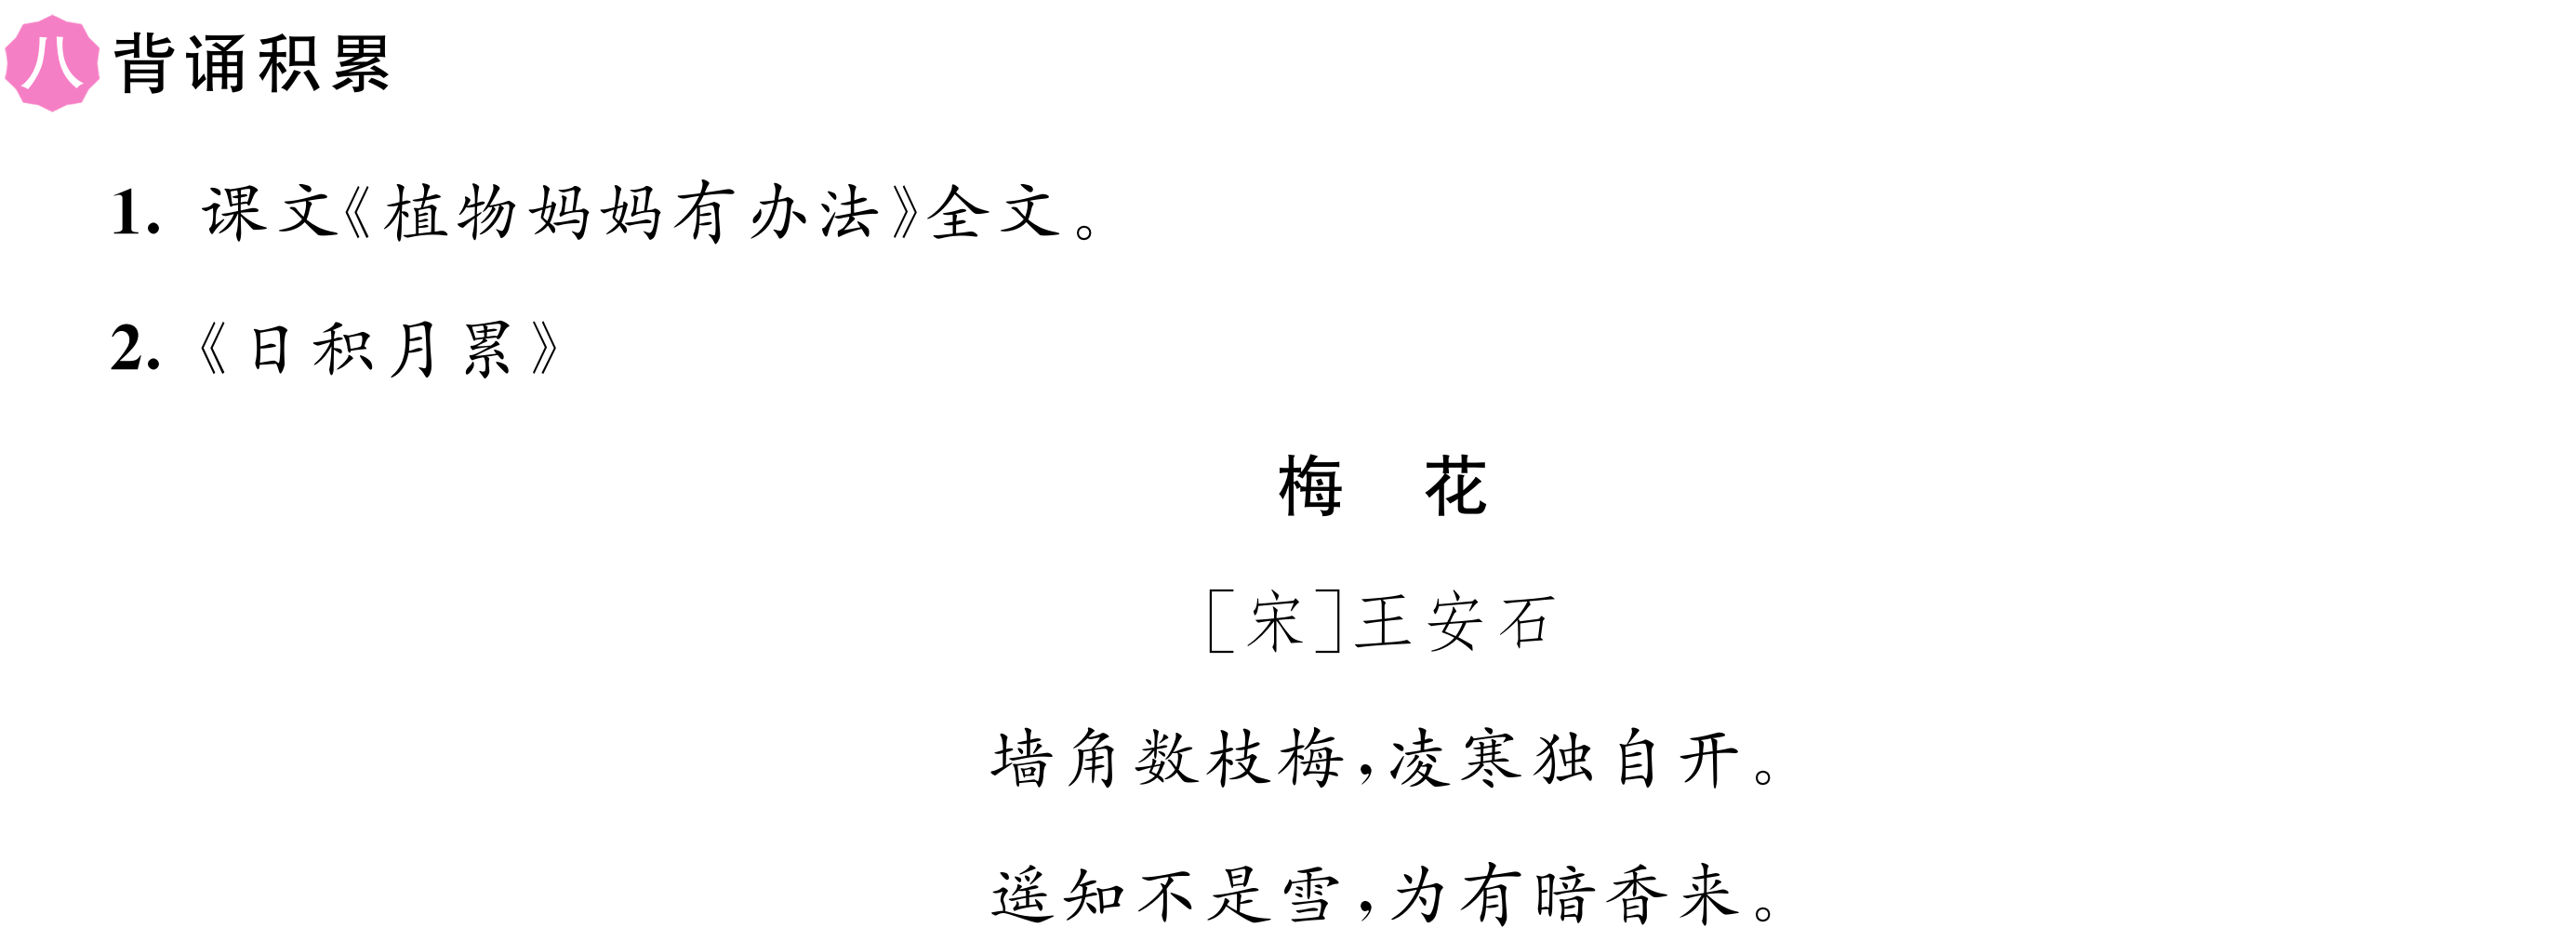 八 背诵积累
1. 课文《植物妈妈有办法》全文。
2.《日积月累》
梅 花
[宋]王安石
墙角数枝梅,凌寒独自开。
遥知不是雪,为有暗香来。